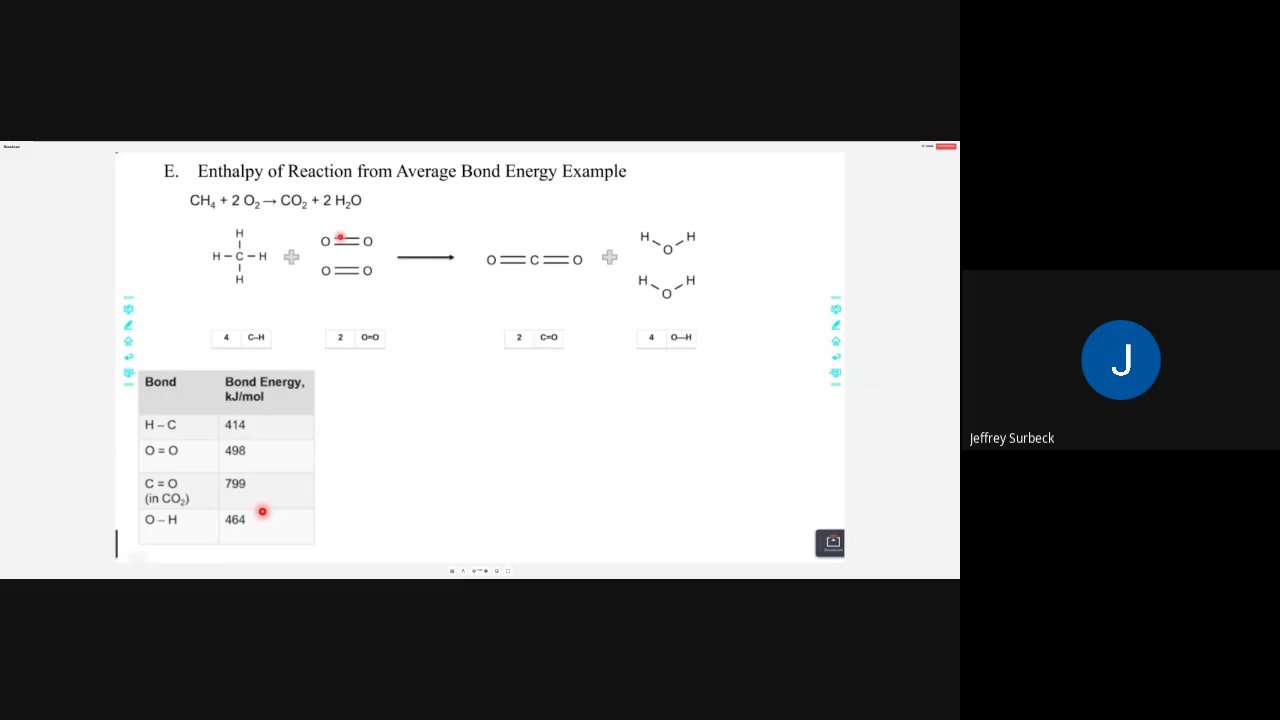 E. Enthalpy of Reaction from Average Bond Energy Example
CH₄ + 2 O₂ → CO₂ + 2 H₂O
H
H – C – H
H
O = O
O = O
O = C = O
H H
O
H H
O
4 C–H
2 O=O
2 C=O
4 O—H
Bond Bond Energy, kJ/mol
H – C 414
O = O 498
C = O (in CO₂) 799
O – H 464
J
Jeffrey Surbeck